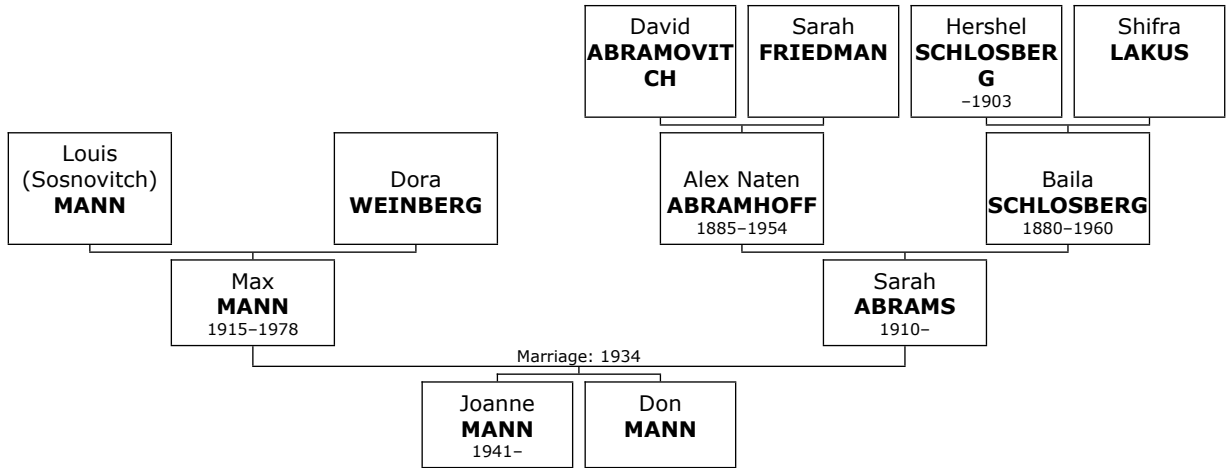 David
ABRAMOVIT
CH
Sarah
FRIEDMAN
Hershel
SCHLOSBER
G
–1903
Shifra
LAKUS
Louis
(Sosnovitch)
MANN
Dora
WEINBERG
Alex Naten
ABRAMHOFF
1885–1954
Baila
SCHLOSBERG
1880–1960
Max
MANN
1915–1978
Sarah
ABRAMS
1910–
Marriage: 1934
Joanne
MANN
1941–
Don
MANN